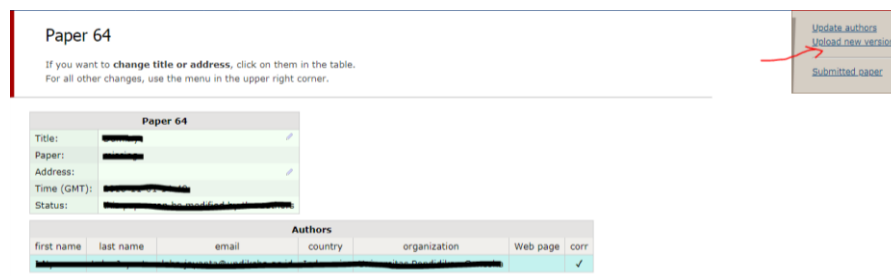 Paper 64
If you want to change title or address, click on them in the table.
For all other changes, use the menu in the upper right corner.
Update authors
Upload new version
Submitted paper
Paper 64
Title:
Paper:
Address:
Time (GMT):
Status:
Authors
first name last name email country organization Web page corr
✓